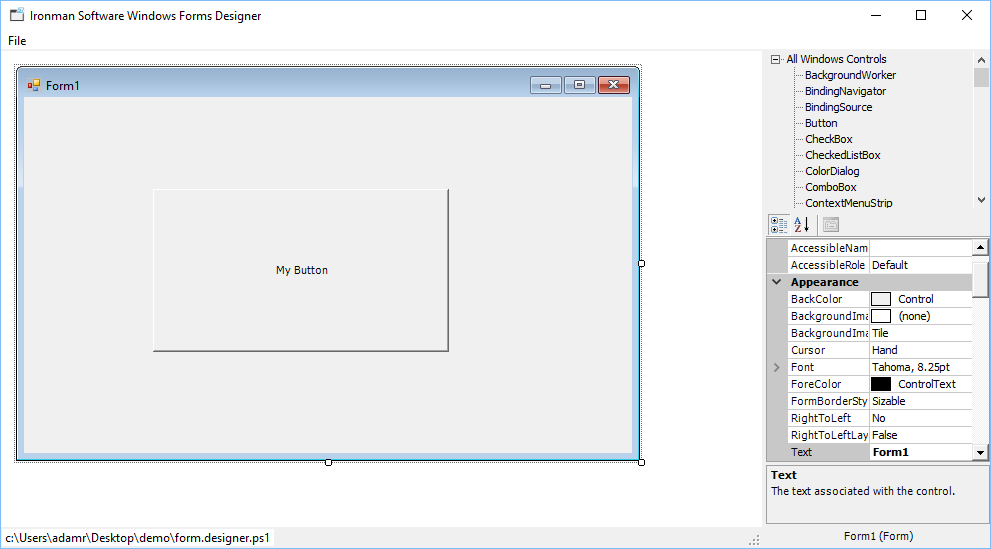 Ironman Software Windows Forms Designer
File
Form1
My Button
All Windows Controls
BackgroundWorker
BindingNavigator
BindingSource
Button
CheckBox
CheckedListBox
ColorDialog
ComboBox
ContextMenuStrip
AccessibleNam
AccessibleRole Default
Appearance
BackColor Control
BackgroundIma (none)
BackgroundIma Tile
Cursor Hand
Font Tahoma, 8.25pt
ForeColor ControlText
FormBorderSty Sizable
RightToLeft No
RightToLeftLay False
Text Form1
Text
The text associated with the control.
c:\Users\adamr\Desktop\demo\form.designer.ps1
Form1 (Form)